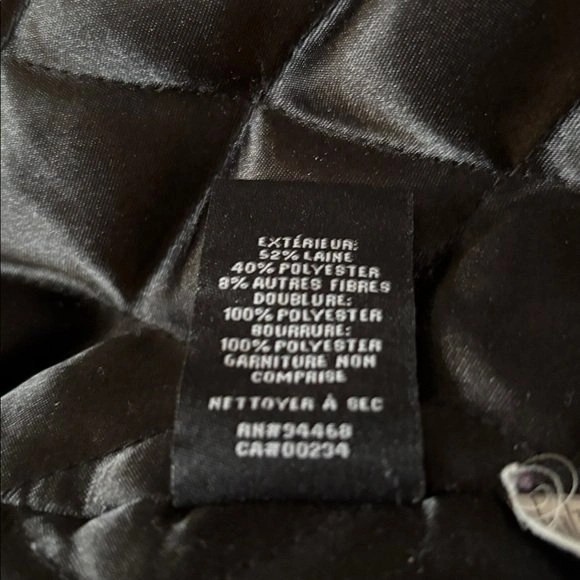 EXTÉRIEUR:
52% LAINE
40% POLYESTER
8% AUTRES FIBRES
DOUBLURE:
100% POLYESTER
BOURRURE:
100% POLYESTER
GARNITURE NON
COMPRISE
NETTOYER À SEC
RN#94468
CA#00234